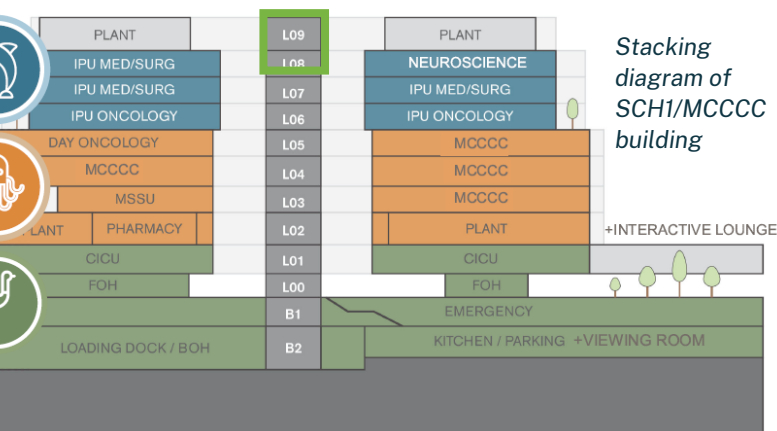 PLANT L09 PLANT
IPU MED/SURG L08 NEUROSCIENCE
IPU MED/SURG L07 IPU MED/SURG
IPU ONCOLOGY L06 IPU ONCOLOGY
DAY ONCOLOGY L05 MCCCC
MCCCC L04 MCCCC
MSSU L03 MCCCC
PLANT PHARMACY L02 PLANT +INTERACTIVE LOUNGE
CICU L01 CICU
FOH L00 FOH
B1 EMERGENCY
LOADING DOCK / BOH B2 KITCHEN / PARKING +VIEWING ROOM
Stacking
diagram of
SCH1/MCCCC
building